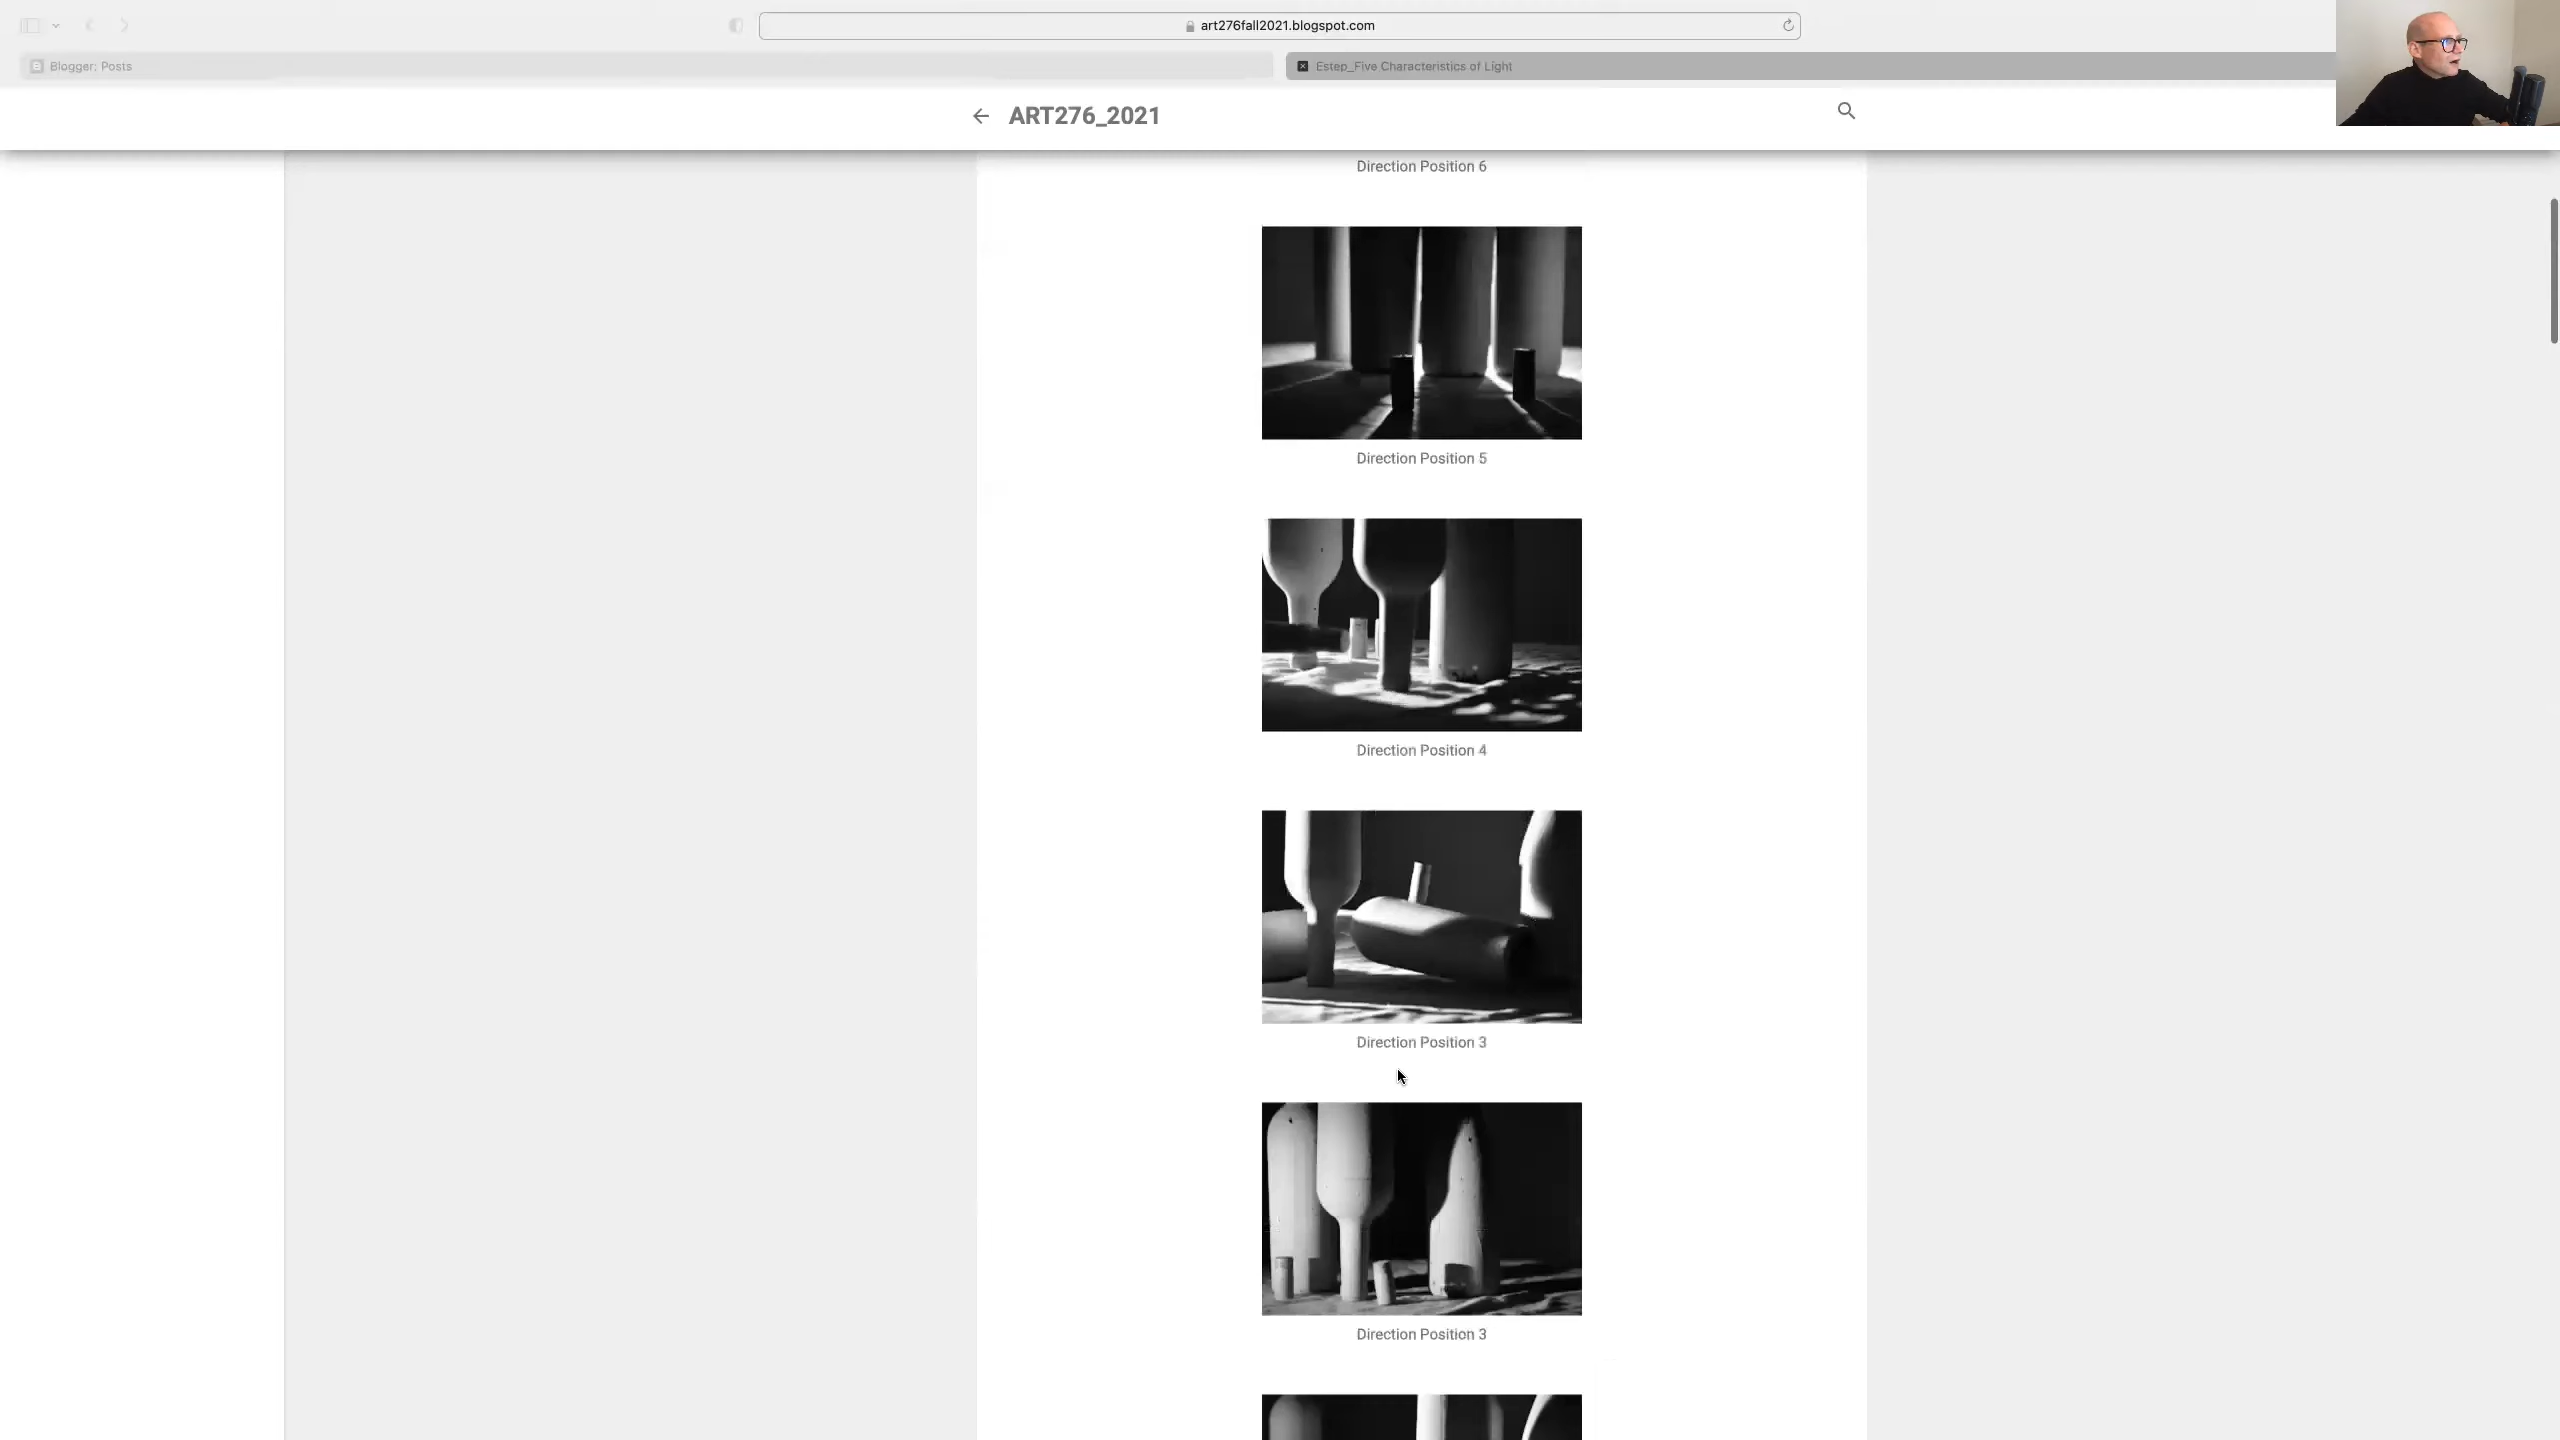 art276fall2021.blogspot.com
Blogger: Posts
Estep_Five Characteristics of Light
ART276_2021
Direction Position 6
Direction Position 5
Direction Position 4
Direction Position 3
Direction Position 3